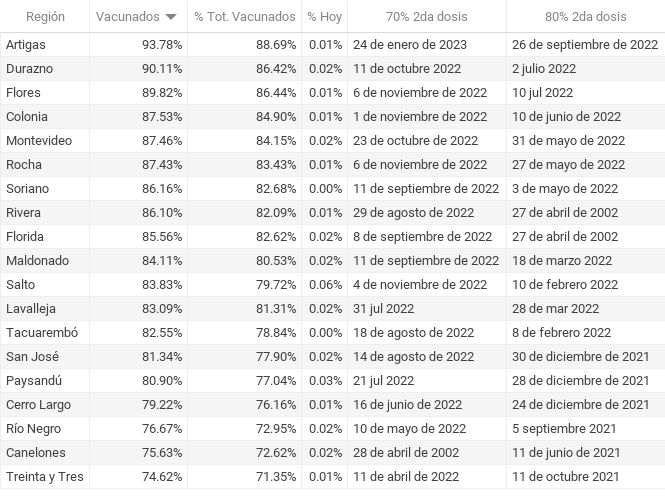 Región Vacunados % Tot. Vacunados % Hoy 70% 2da dosis 80% 2da dosis
Artigas 93.78% 88.69% 0.01% 24 de enero de 2023 26 de septiembre de 2022
Durazno 90.11% 86.42% 0.02% 11 de octubre 2022 2 julio 2022
Flores 89.82% 86.44% 0.01% 6 de noviembre de 2022 10 jul 2022
Colonia 87.53% 84.90% 0.01% 1 de noviembre de 2022 10 de junio de 2022
Montevideo 87.46% 84.15% 0.02% 23 de octubre de 2022 31 de mayo de 2022
Rocha 87.43% 83.43% 0.01% 6 de noviembre de 2022 27 de mayo de 2022
Soriano 86.16% 82.68% 0.00% 11 de septiembre de 2022 3 de mayo de 2022
Rivera 86.10% 82.09% 0.01% 29 de agosto de 2022 27 de abril de 2002
Florida 85.56% 82.62% 0.02% 8 de septiembre de 2022 27 de abril de 2002
Maldonado 84.11% 80.53% 0.02% 11 de septiembre de 2022 18 de marzo 2022
Salto 83.83% 79.72% 0.06% 4 de noviembre de 2022 10 de febrero de 2022
Lavalleja 83.09% 81.31% 0.02% 31 jul 2022 28 de mar 2022
Tacuarembó 82.55% 78.84% 0.00% 18 de agosto de 2022 8 de febrero 2022
San José 81.34% 77.90% 0.02% 14 de agosto de 2022 30 de diciembre de 2021
Paysandú 80.90% 77.04% 0.03% 21 jul 2022 28 de diciembre de 2021
Cerro Largo 79.22% 76.16% 0.01% 16 de junio de 2022 24 de diciembre de 2021
Río Negro 76.67% 72.95% 0.02% 10 de mayo de 2022 5 septiembre 2021
Canelones 75.63% 72.62% 0.02% 28 de abril de 2002 11 de junio de 2021
Treinta y Tres 74.62% 71.35% 0.01% 11 de abril de 2022 11 de octubre 2021